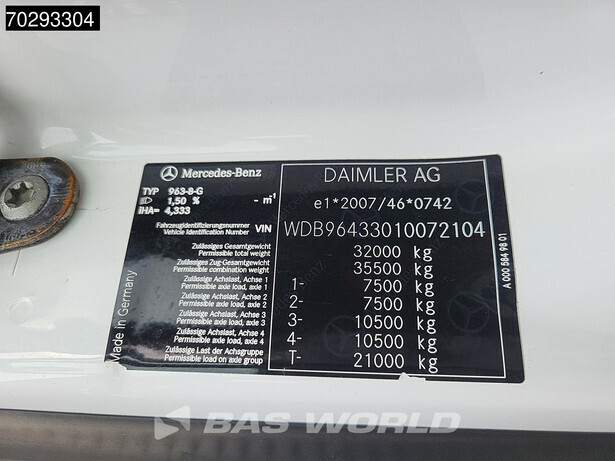 70293304
Mercedes-Benz
DAIMLER AG
TYP 963-8-G
1,50 % - m⁻¹
iHA= 4,333
e1*2007/46*0742
Fahrzeugidentifizierungsnummer
Vehicle Identification Number VIN WDB96433010072104
Zulässiges Gesamtgewicht
Permissible total weight 32000 kg
Zulässiges Zug-Gesamtgewicht
Permissible combination weight 35500 kg
Zulässige Achslast, Achse 1
Permissible axle load, axle 1 1- 7500 kg
Zulässige Achslast, Achse 2
Permissible axle load, axle 2 2- 7500 kg
Zulässige Achslast, Achse 3
Permissible axle load, axle 3 3- 10500 kg
Zulässige Achslast, Achse 4
Permissible axle load, axle 4 4- 10500 kg
Zulässige Last der Achsgruppe
Permissible load on axle group T- 21000 kg
Made in Germany
A 000 584 98 01
BAS WORLD